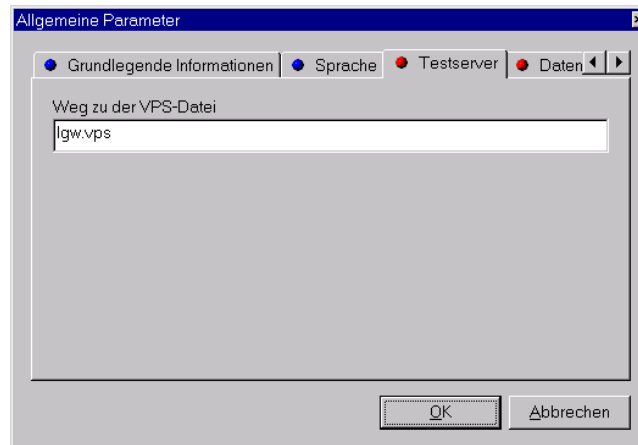 Allgemeine Parameter
Grundlegende Informationen Sprache Testserver Daten
Weg zu der VPS-Datei
lgw.vps
OK Abbrechen